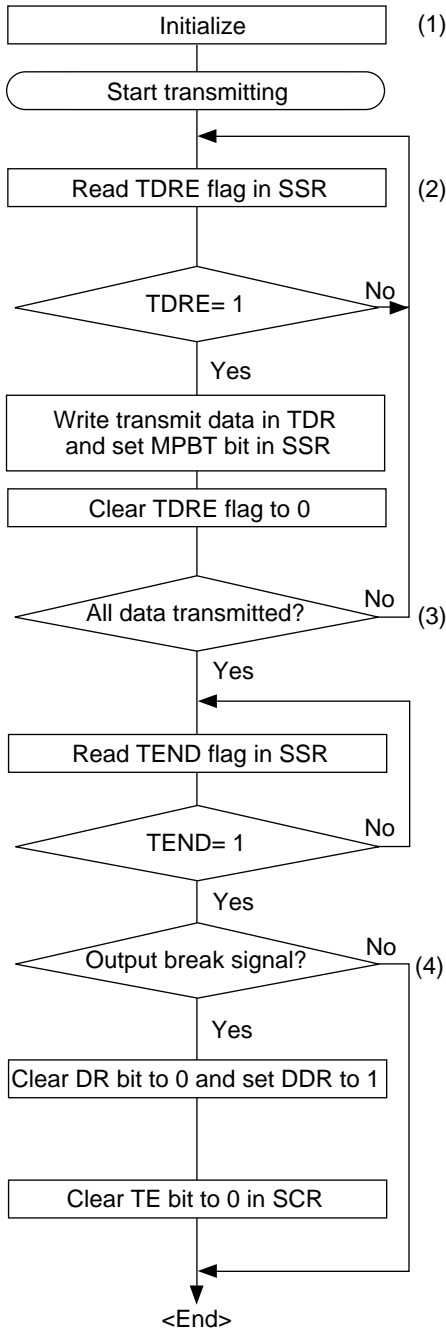 Initialize
(1)
Start transmitting
Read TDRE flag in SSR
(2)
TDRE= 1
No
Yes
Write transmit data in TDR
and set MPBT bit in SSR
Clear TDRE flag to 0
All data transmitted?
No
(3)
Yes
Read TEND flag in SSR
TEND= 1
No
Yes
Output break signal?
No
(4)
Yes
Clear DR bit to 0 and set DDR to 1
Clear TE bit to 0 in SCR
<End>